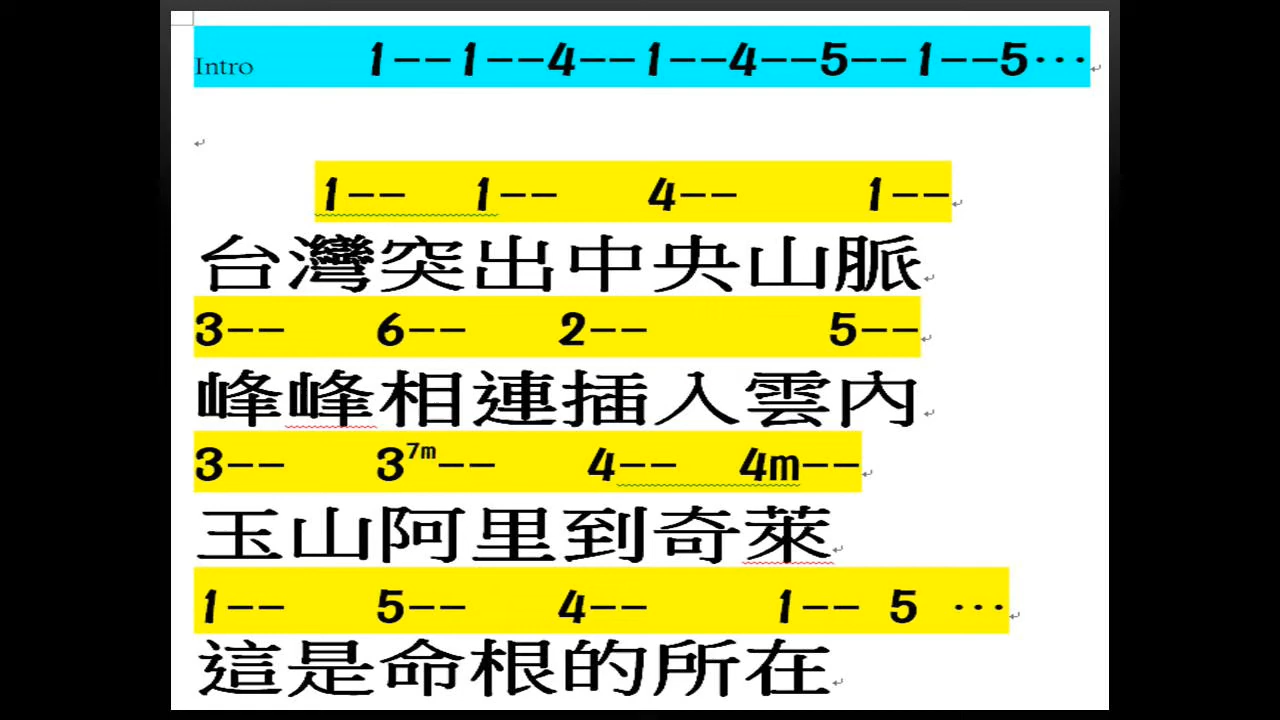 Intro 1--1--4--1--4--5--1--5···
1-- 1-- 4-- 1--
台灣突出中央山脈
3-- 6-- 2-- 5--
峰峰相連插入雲內
3-- 3⁷ᵐ-- 4-- 4m--
玉山阿里到奇萊
1-- 5-- 4-- 1-- 5 ···
這是命根的所在